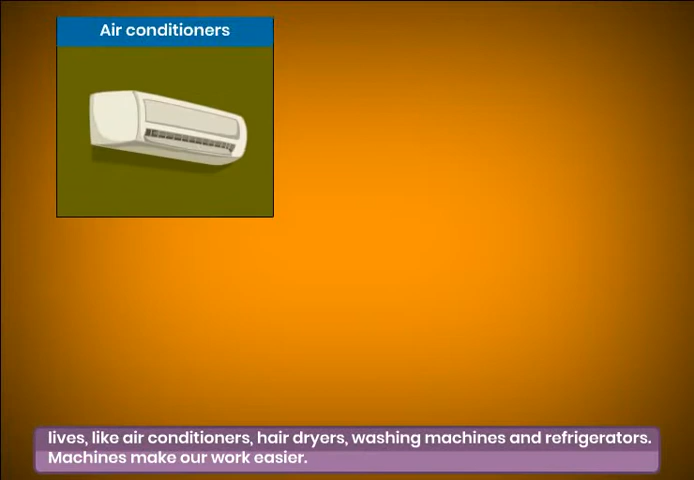 Air conditioners
lives, like air conditioners, hair dryers, washing machines and refrigerators.
Machines make our work easier.